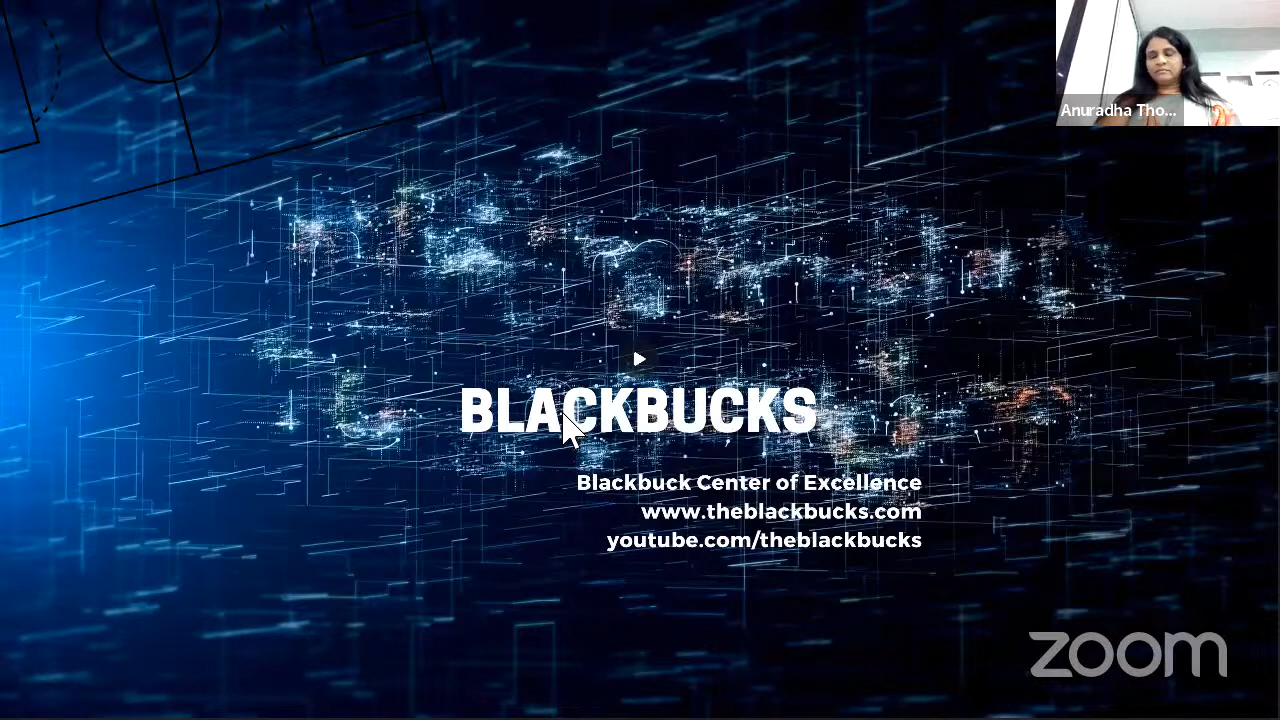 Anuradha Tho...
BLACKBUCKS
Blackbuck Center of Excellence
www.theblackbucks.com
youtube.com/theblackbucks
zoom